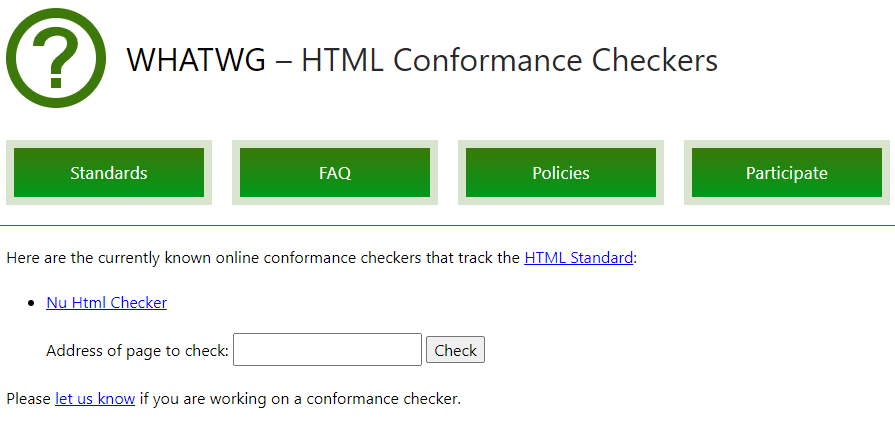 WHATWG – HTML Conformance Checkers
Standards
FAQ
Policies
Participate
Here are the currently known online conformance checkers that track the HTML Standard:
Nu Html Checker
Address of page to check:
Check
Please let us know if you are working on a conformance checker.